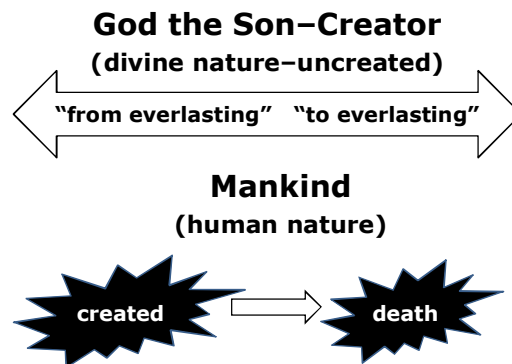 God the Son–Creator
(divine nature–uncreated)
“from everlasting” “to everlasting”
Mankind
(human nature)
created death